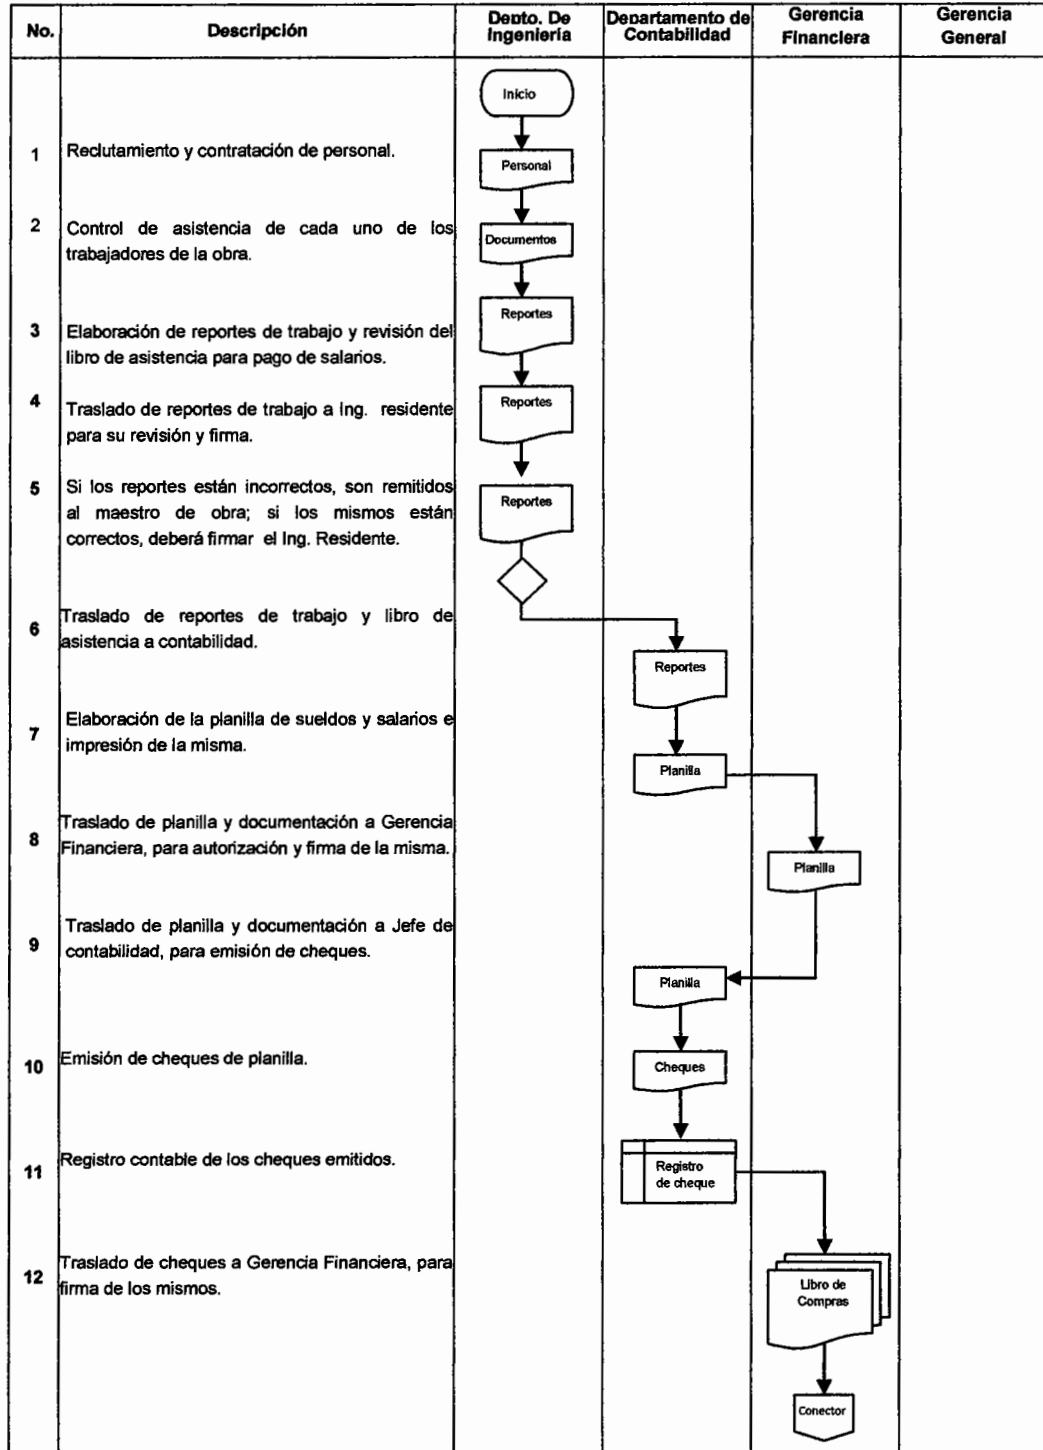 No.
Descripción
Depto. De
Ingeniería
Departamento de
Contabilidad
Gerencia
Financiera
Gerencia
General
Inicio
1
Reclutamiento y contratación de personal.
Personal
2
Control de asistencia de cada uno de los
trabajadores de la obra.
Documentos
3
Elaboración de reportes de trabajo y revisión del
libro de asistencia para pago de salarios.
Reportes
4
Traslado de reportes de trabajo a Ing. residente
para su revisión y firma.
Reportes
5
Si los reportes están incorrectos, son remitidos
al maestro de obra; si los mismos están
correctos, deberá firmar el Ing. Residente.
Reportes
6
Traslado de reportes de trabajo y libro de
asistencia a contabilidad.
Reportes
7
Elaboración de la planilla de sueldos y salarios e
impresión de la misma.
Planilla
8
Traslado de planilla y documentación a Gerencia
Financiera, para autorización y firma de la misma.
Planilla
9
Traslado de planilla y documentación a Jefe de
contabilidad, para emisión de cheques.
Planilla
10
Emisión de cheques de planilla.
Cheques
11
Registro contable de los cheques emitidos.
Registro
de cheque
12
Traslado de cheques a Gerencia Financiera, para
firma de los mismos.
Libro de
Compras
Conector